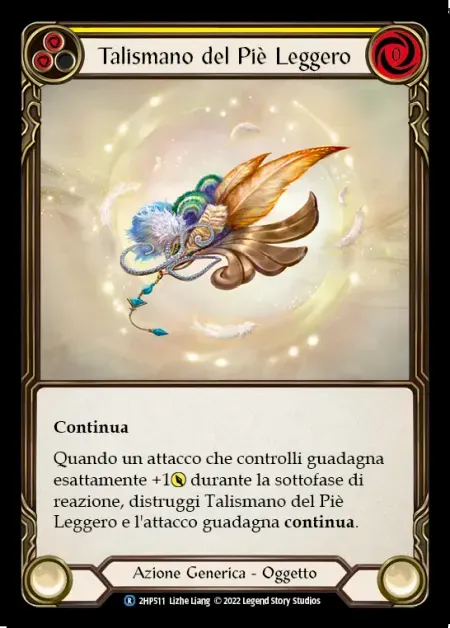 Talismano del Piè Leggero
0
Continua
Quando un attacco che controlli guadagna
esattamente +1 durante la sottofase di
reazione, distruggi Talismano del Piè
Leggero e l'attacco guadagna continua.
Azione Generica - Oggetto
R 2HP511 Lizhe Liang © 2022 Legend Story Studios